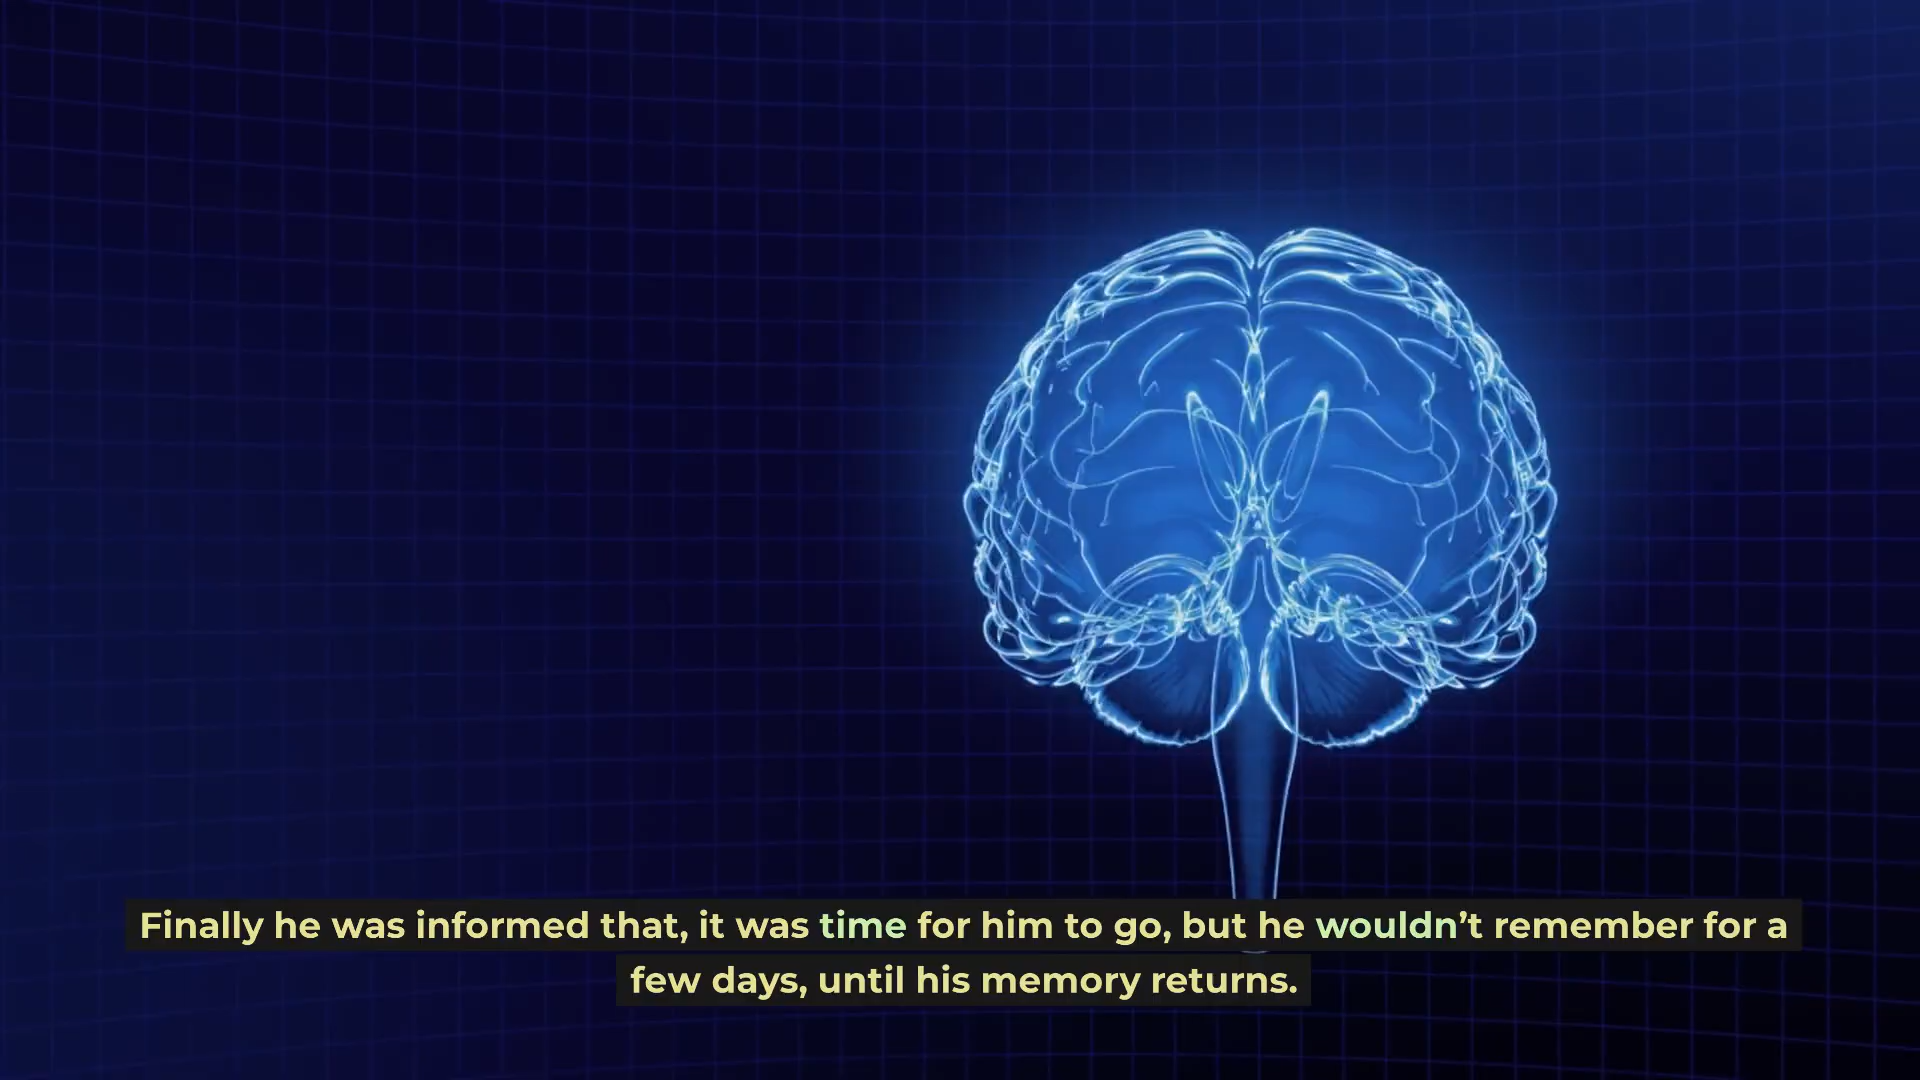 Finally he was informed that, it was time for him to go, but he wouldn’t remember for a
few days, until his memory returns.